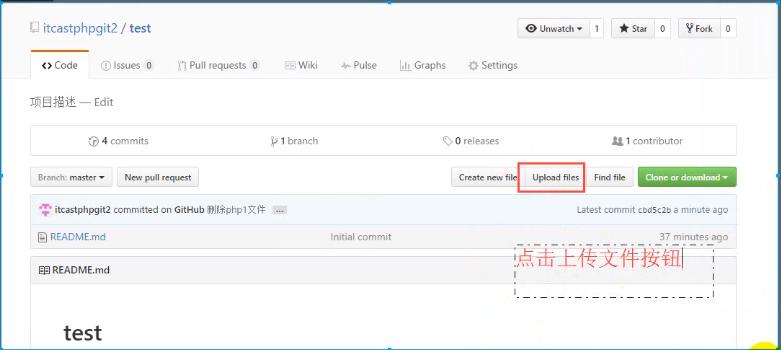 itcastphpgit2 / test
Unwatch 1 Star 0 Fork 0
Code Issues 0 Pull requests 0 Wiki Pulse Graphs Settings
项目描述 — Edit
4 commits 1 branch 0 releases 1 contributor
Branch: master New pull request Create new file Upload files Find file Clone or download
itcastphpgit2 committed on GitHub 删除php1文件 ... Latest commit cbd5c2b a minute ago
README.md Initial commit 37 minutes ago
点击上传文件按钮
README.md
test